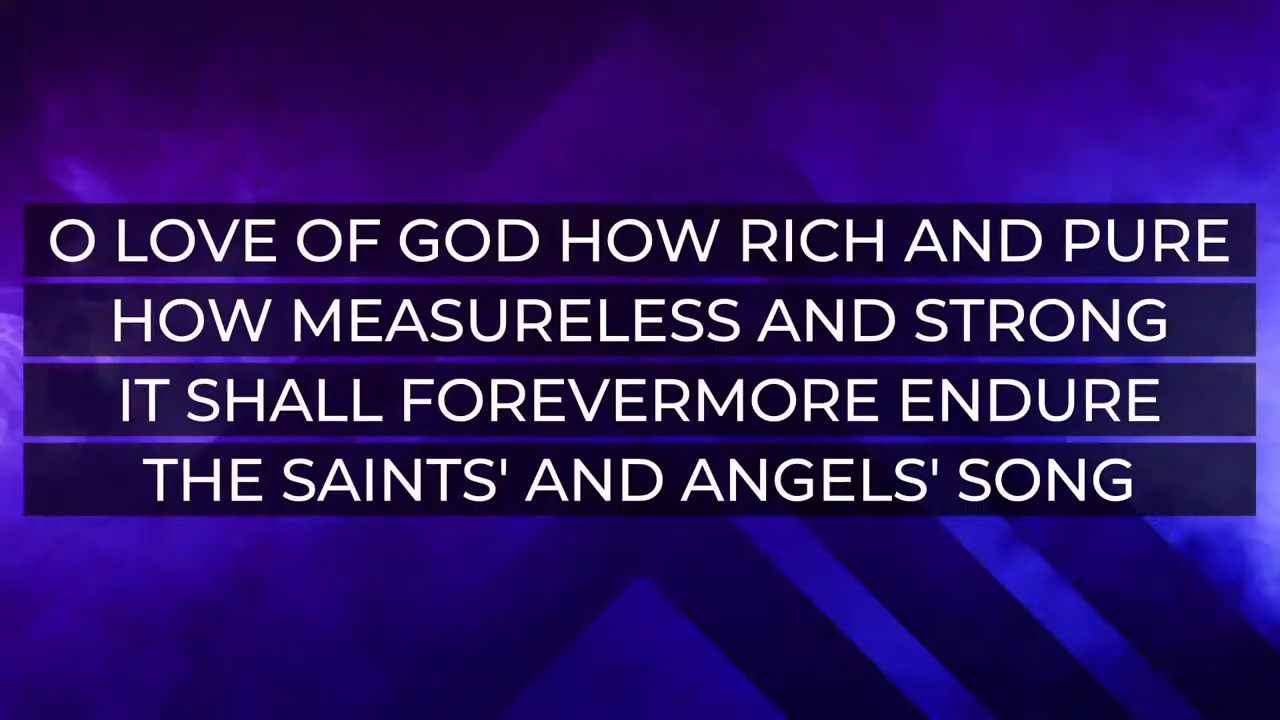 O LOVE OF GOD HOW RICH AND PURE
HOW MEASURELESS AND STRONG
IT SHALL FOREVERMORE ENDURE
THE SAINTS' AND ANGELS' SONG